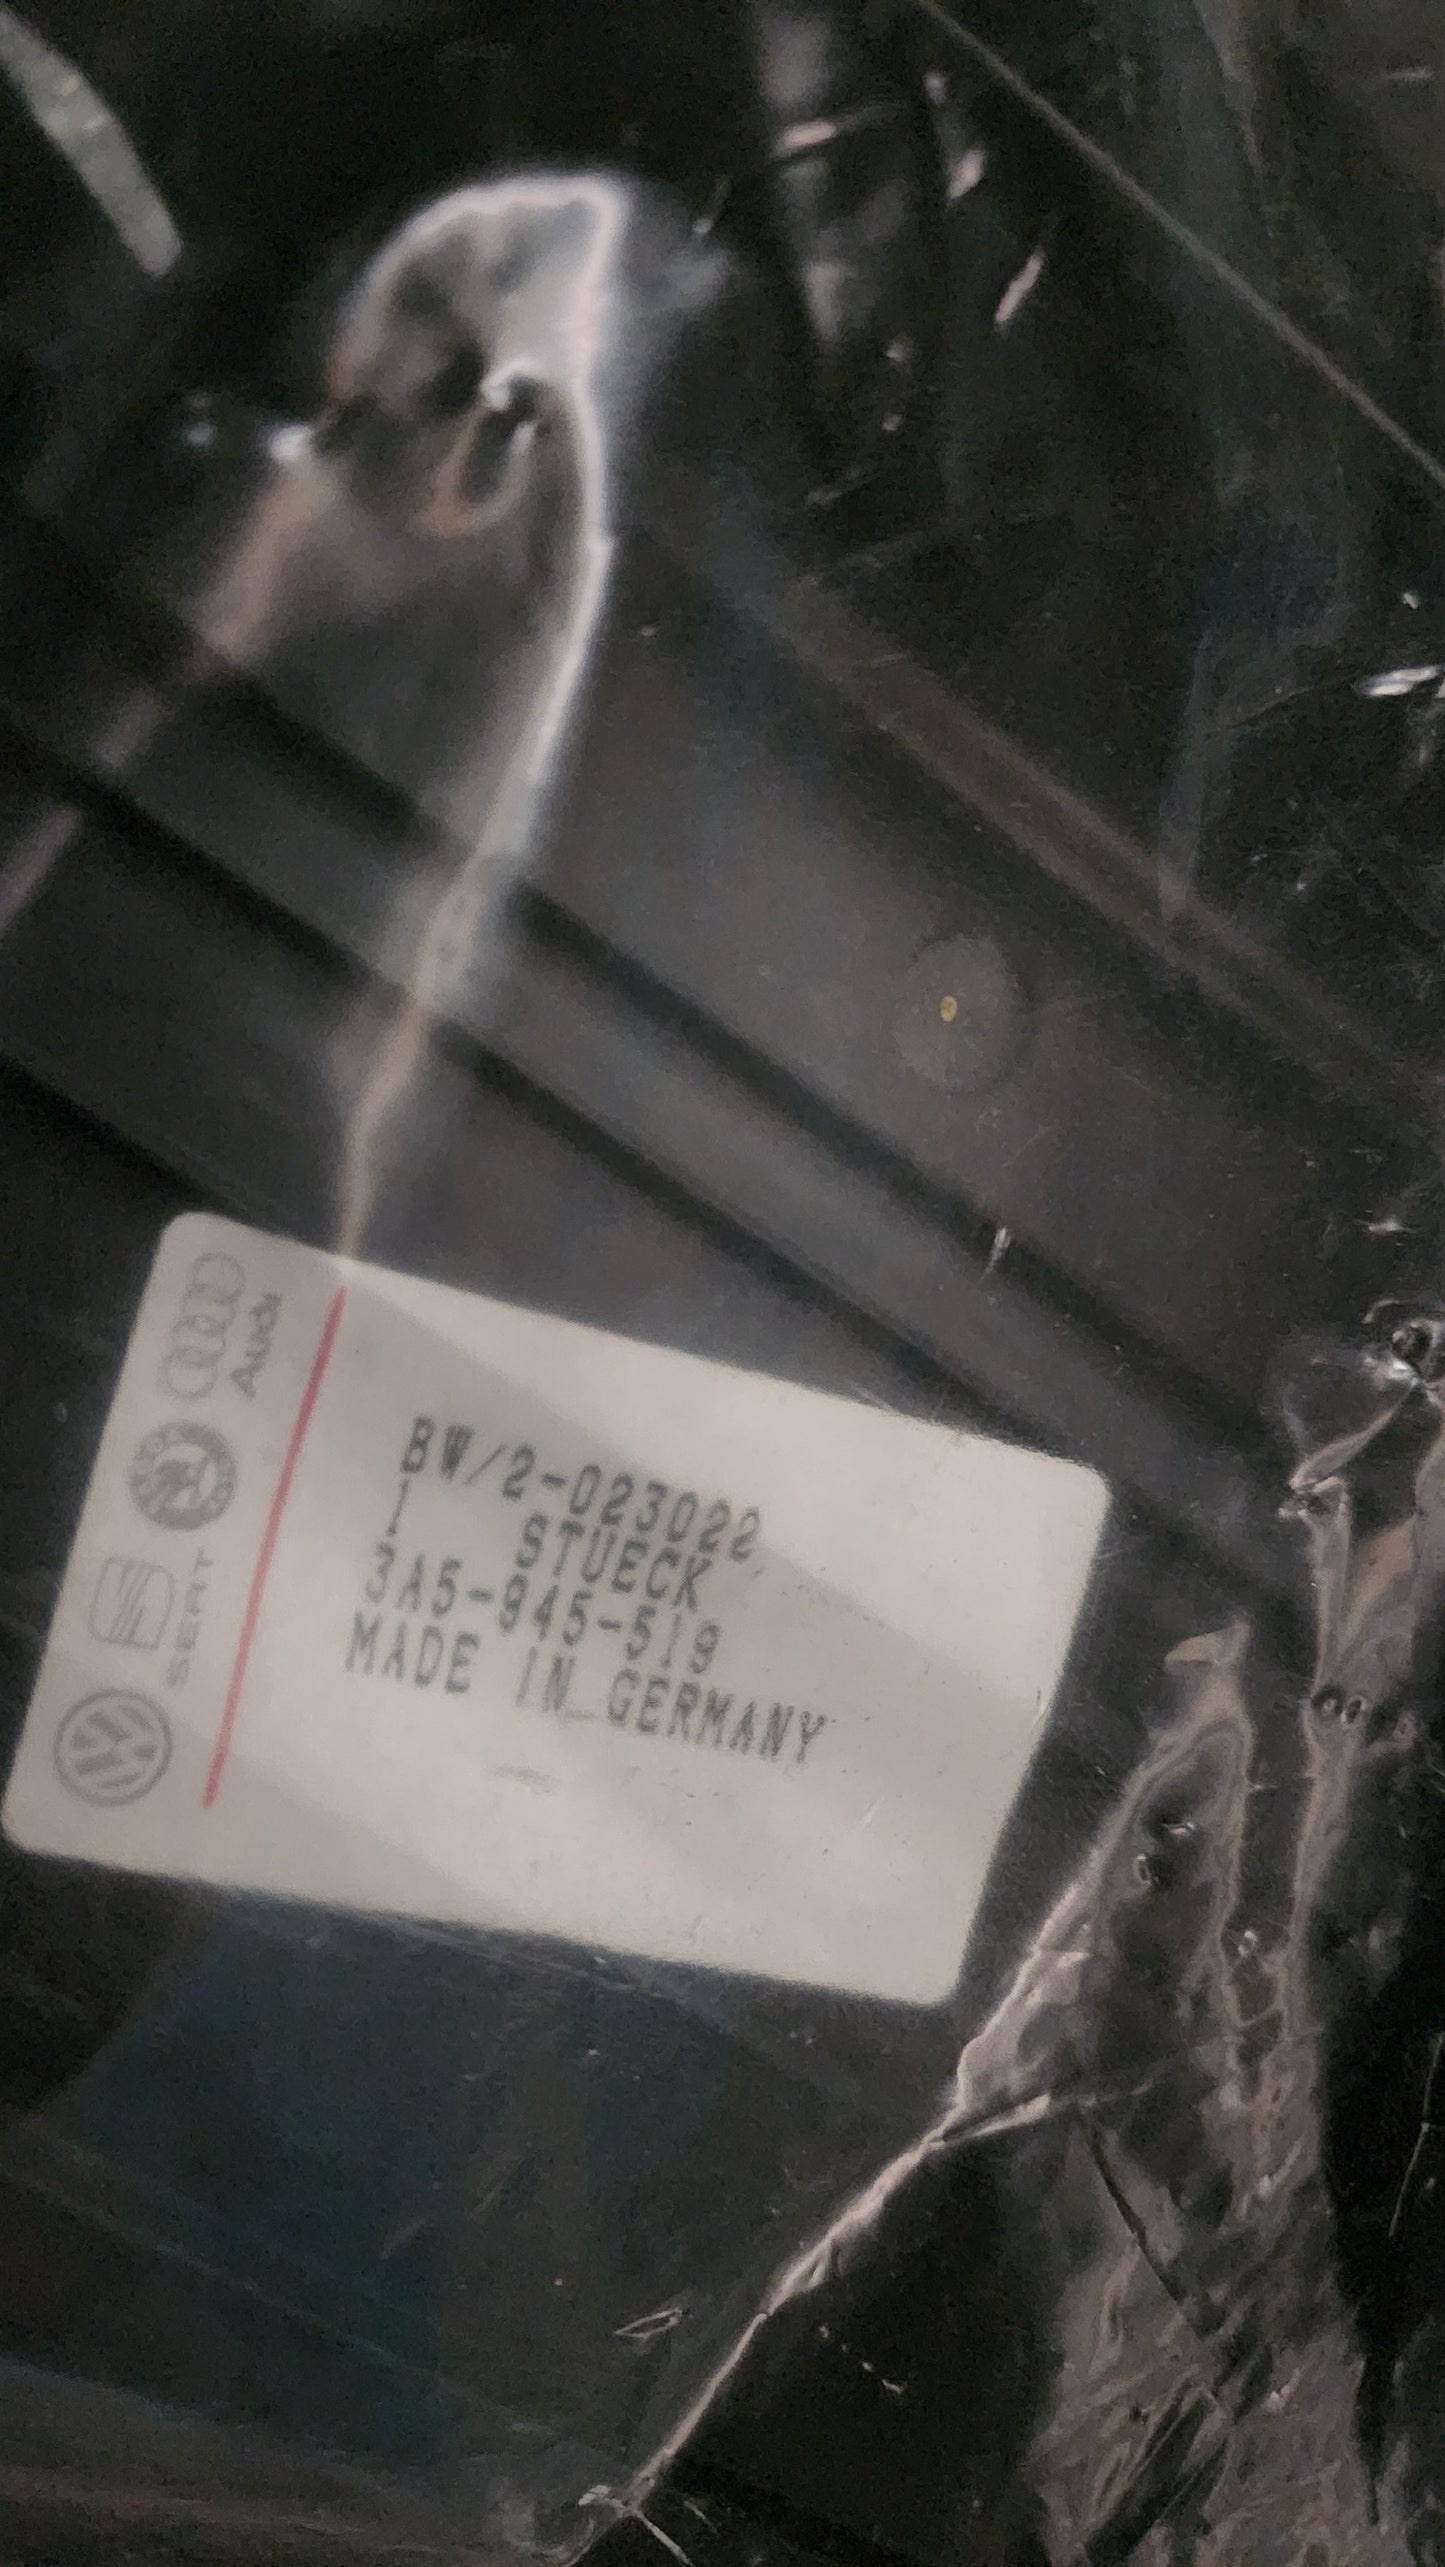 BW/2-023022
1 STUECK
3A5-945-519
MADE IN GERMANY
Audi
SEAT